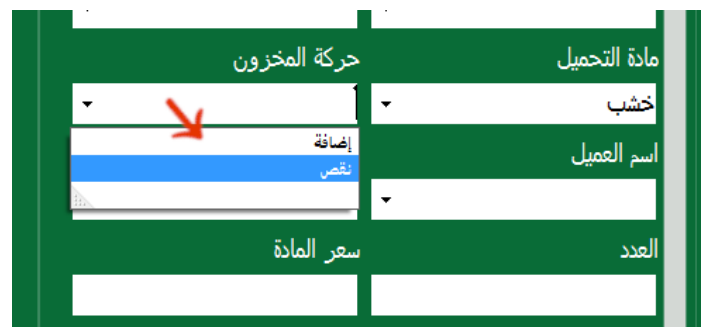 مادة التحميل
حركة المخزون
خشب
إضافة
نقص
اسم العميل
العدد
سعر المادة